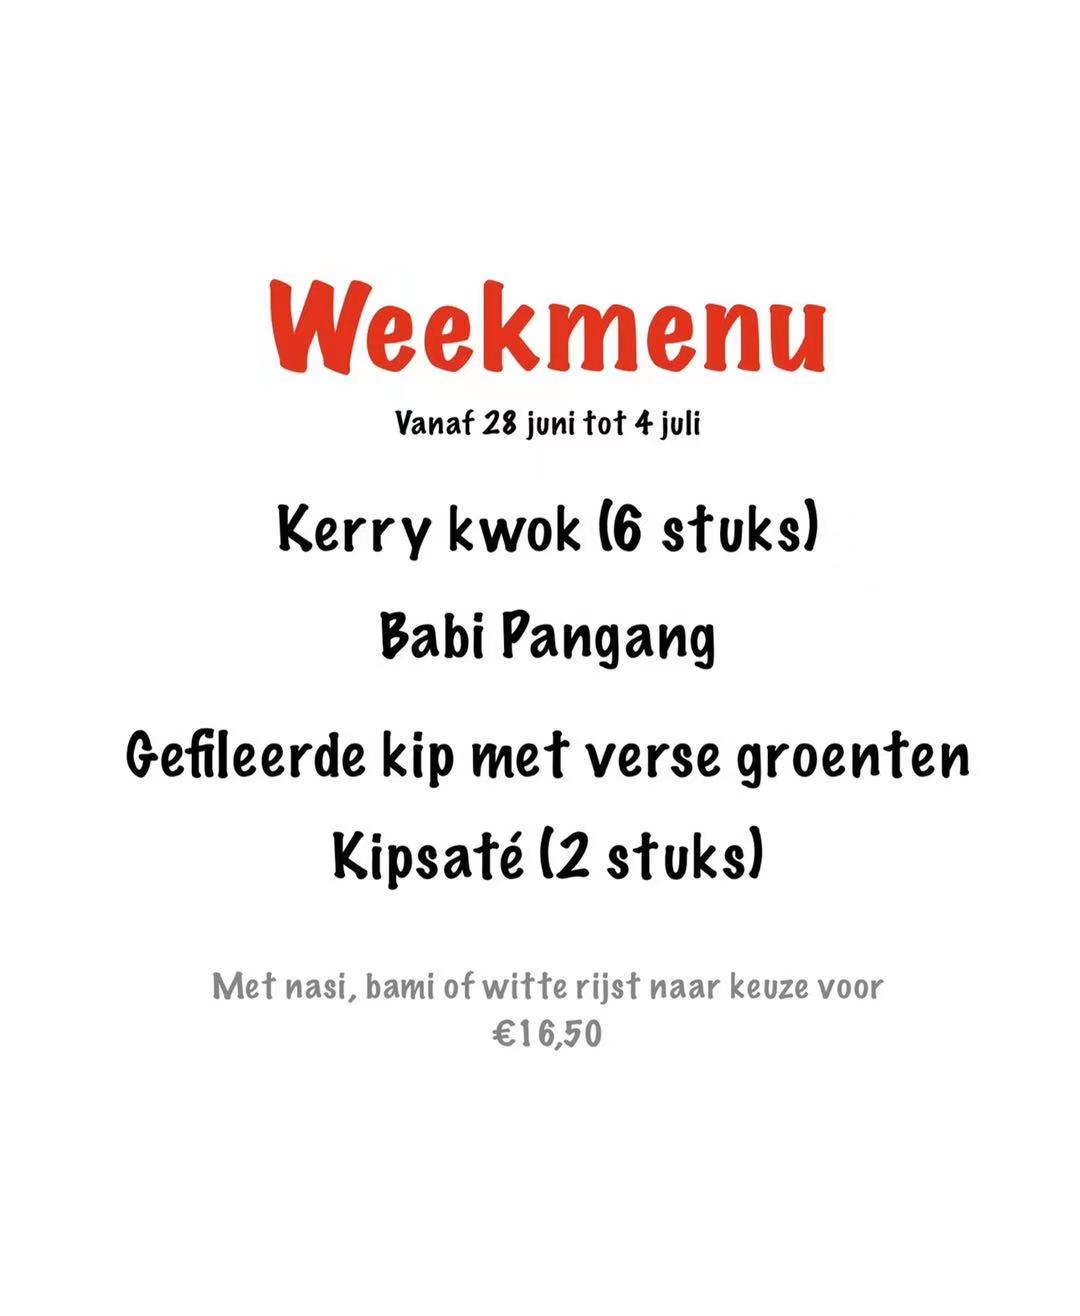 Weekmenu
Vanaf 28 juni tot 4 juli
Kerry kwok (6 stuks)
Babi Pangang
Gefileerde kip met verse groenten
Kipsaté (2 stuks)
Met nasi, bami of witte rijst naar keuze voor
€16,50